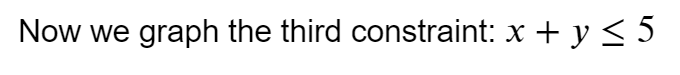 Now we graph the third constraint: x + y ≤ 5